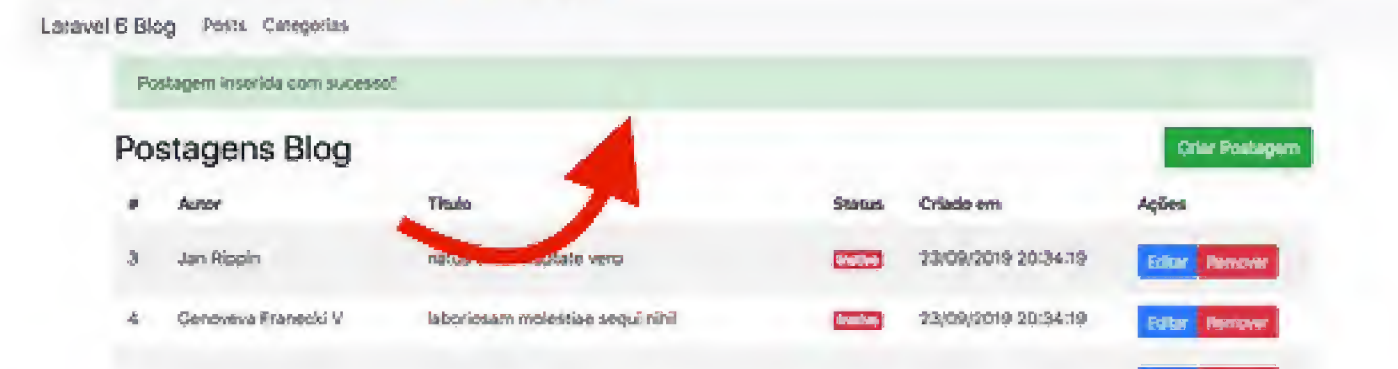 Laravel 6 Blog Posts Categorias
Postagem inserida com sucesso!
Postagens Blog
Criar Postagem
# Autor Título Status Criado em Ações
3 Jan Rippin vero Inativo 23/09/2019 20:34:19 Editar Remover
4 Genoveva Franecki V laboriosam molestiae sequi nihil Inativo 23/09/2019 20:34:19 Editar Remover